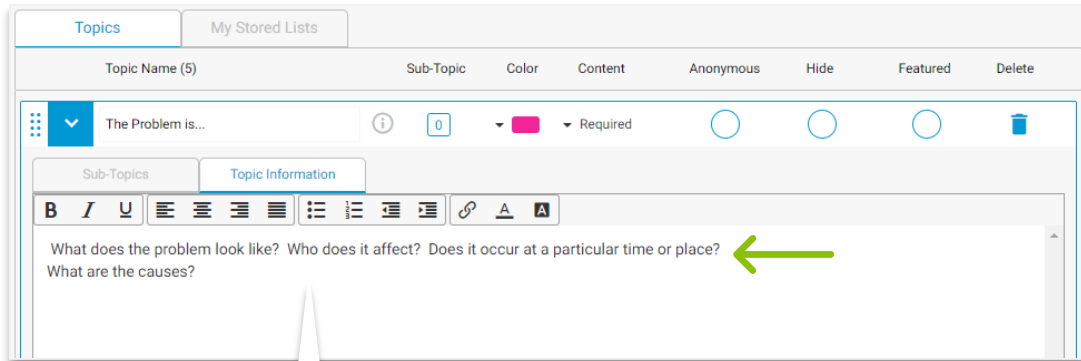 Topics My Stored Lists
Topic Name (5) Sub-Topic Color Content Anonymous Hide Featured Delete
The Problem is... 0 Required
Sub-Topics Topic Information
What does the problem look like?  Who does it affect?  Does it occur at a particular time or place?
What are the causes?